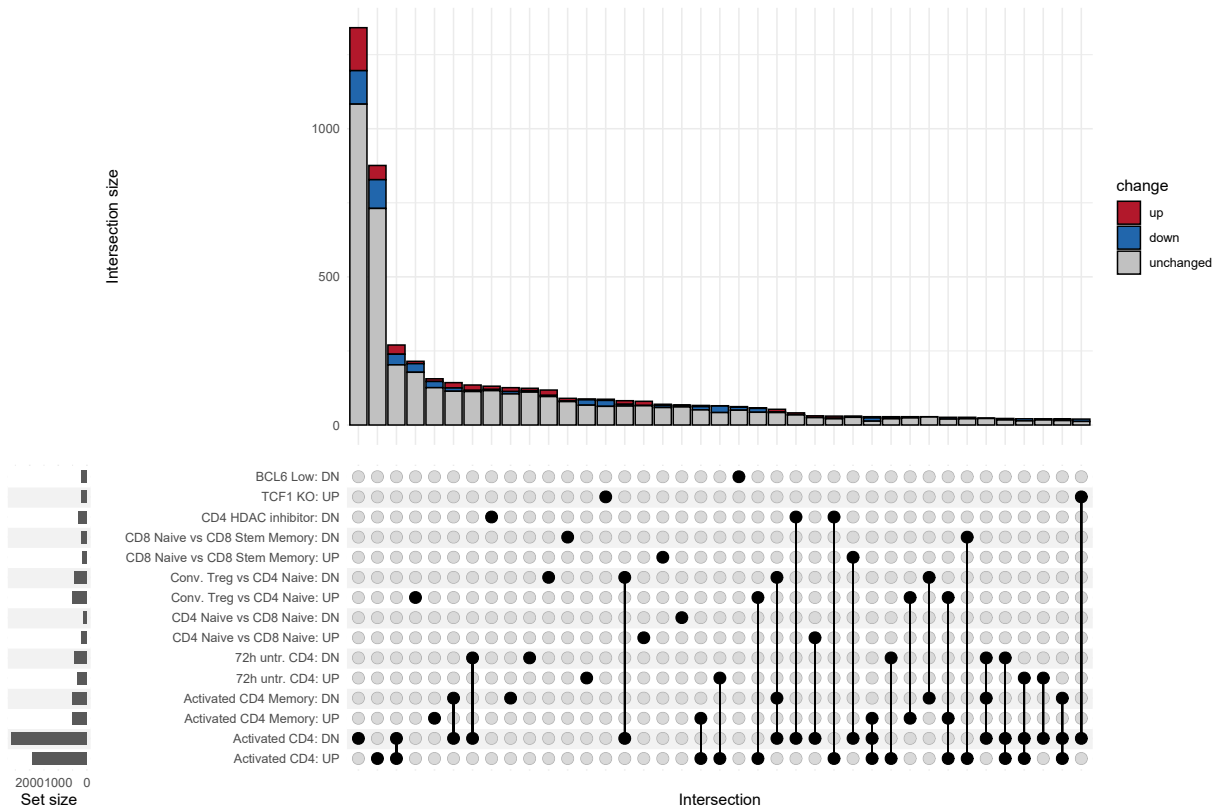 1000
500
0
Intersection size
change
up
down
unchanged
BCL6 Low: DN
TCF1 KO: UP
CD4 HDAC inhibitor: DN
CD8 Naive vs CD8 Stem Memory: DN
CD8 Naive vs CD8 Stem Memory: UP
Conv. Treg vs CD4 Naive: DN
Conv. Treg vs CD4 Naive: UP
CD4 Naive vs CD8 Naive: DN
CD4 Naive vs CD8 Naive: UP
72h untr. CD4: DN
72h untr. CD4: UP
Activated CD4 Memory: DN
Activated CD4 Memory: UP
Activated CD4: DN
Activated CD4: UP
2000 1000 0
Set size
Intersection